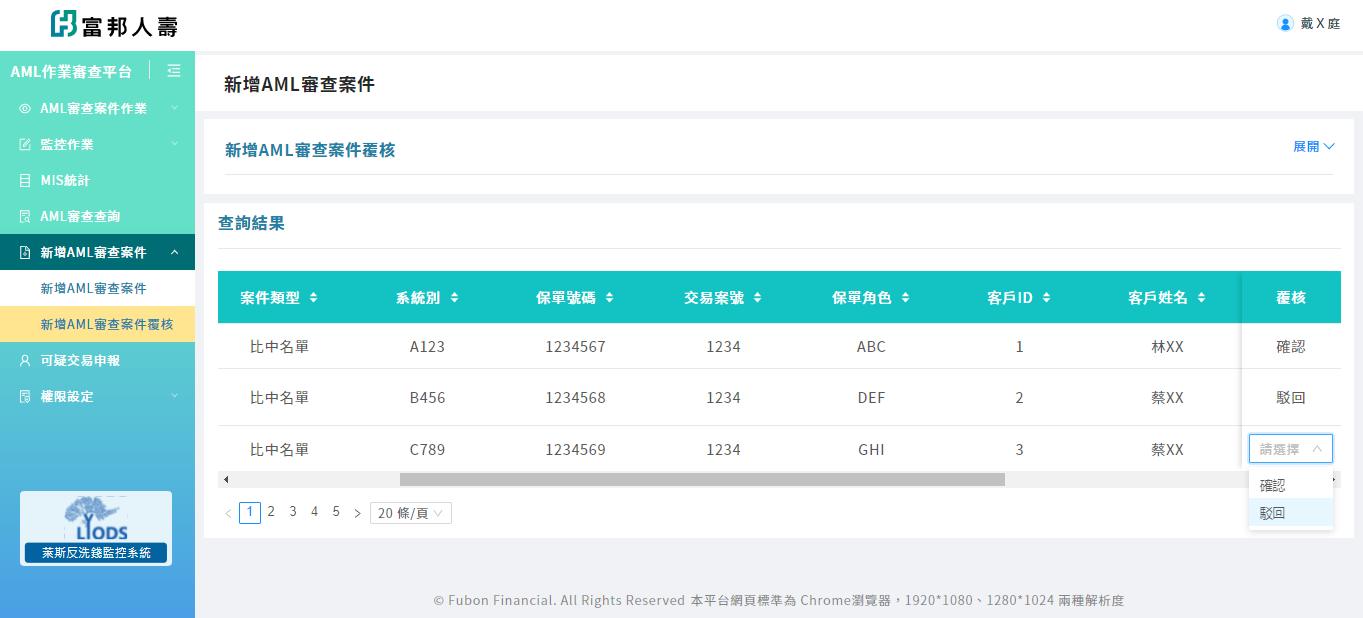 富邦人壽
戴X庭
AML作業審查平台
AML審查案件作業
監控作業
MIS統計
AML審查查詢
新增AML審查案件
新增AML審查案件
新增AML審查案件覆核
可疑交易申報
權限設定
LYODS
萊斯反洗錢監控系統
新增AML審查案件
新增AML審查案件覆核 展開
查詢結果
案件類型 系統別 保單號碼 交易案號 保單角色 客戶ID 客戶姓名 覆核
比中名單 A123 1234567 1234 ABC 1 林XX 確認
比中名單 B456 1234568 1234 DEF 2 蔡XX 駁回
比中名單 C789 1234569 1234 GHI 3 蔡XX 請選擇
確認
駁回
< 1 2 3 4 5 > 20 條/頁
© Fubon Financial. All Rights Reserved 本平台網頁標準為 Chrome瀏覽器，1920*1080、1280*1024 兩種解析度